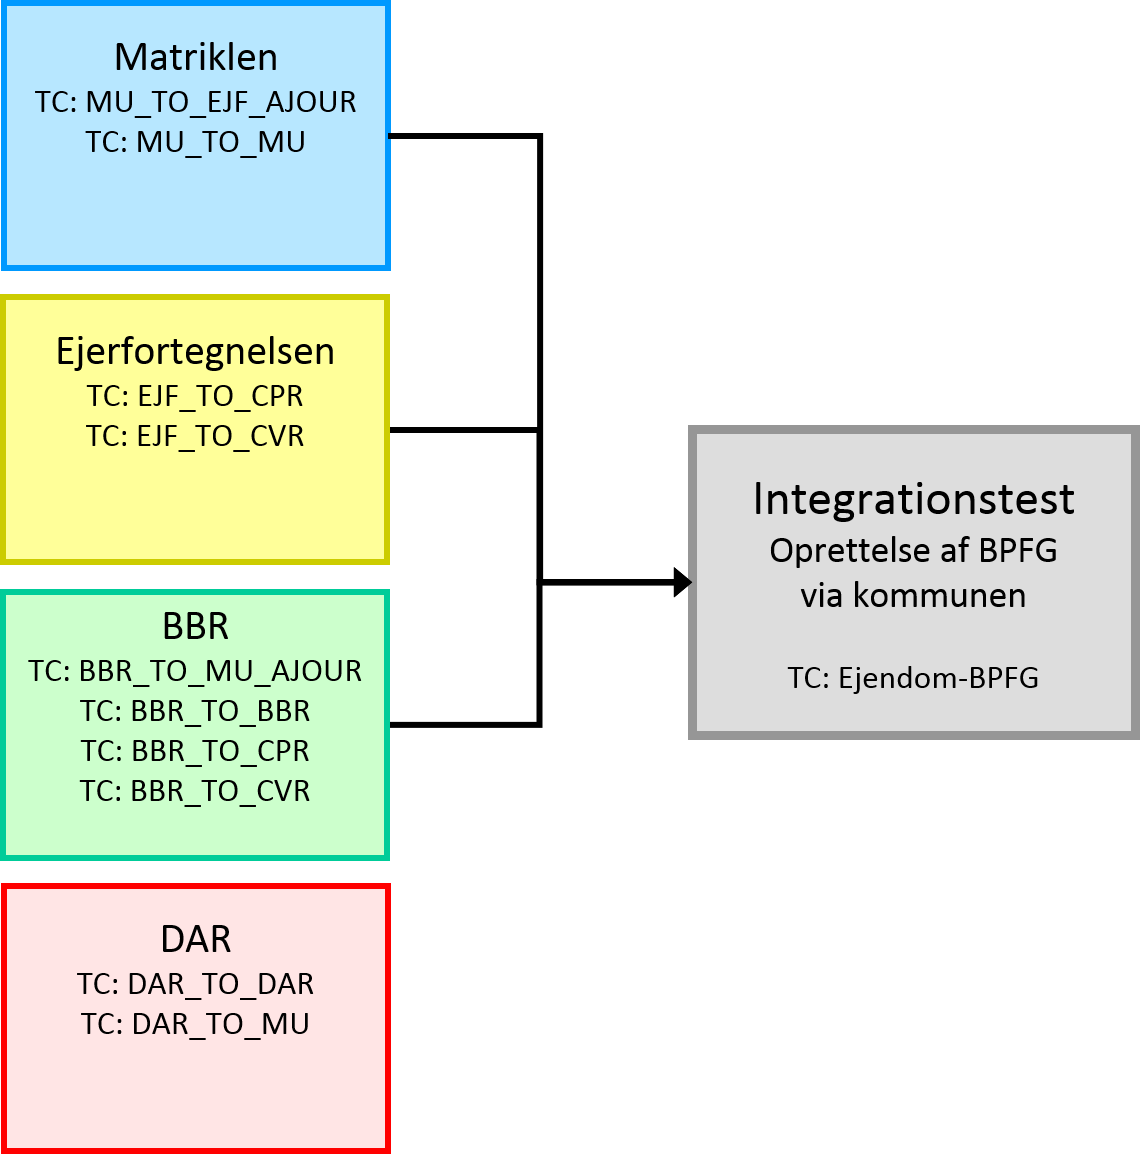 Matriklen
TC: MU_TO_EJF_AJOUR
TC: MU_TO_MU
Ejerfortegnelsen
TC: EJF_TO_CPR
TC: EJF_TO_CVR
BBR
TC: BBR_TO_MU_AJOUR
TC: BBR_TO_BBR
TC: BBR_TO_CPR
TC: BBR_TO_CVR
DAR
TC: DAR_TO_DAR
TC: DAR_TO_MU
Integrationstest
Oprettelse af BPFG
via kommunen
TC: Ejendom-BPFG